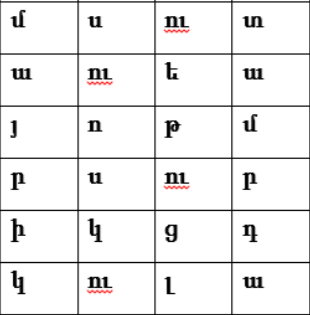 մ ս ու տ
ա ու ե ա
յ ո թ մ
ր ս ու ր
ի կ ց դ
կ ու լ ա